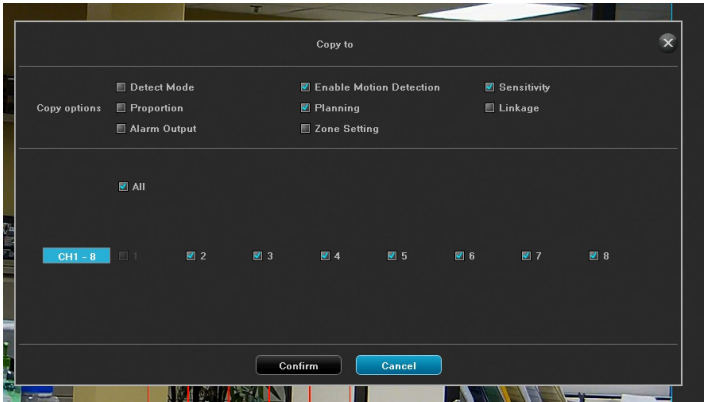 Copy to
Detect Mode Enable Motion Detection Sensitivity
Copy options Proportion Planning Linkage
Alarm Output Zone Setting
All
CH1 - 8 1 2 3 4 5 6 7 8
Confirm Cancel